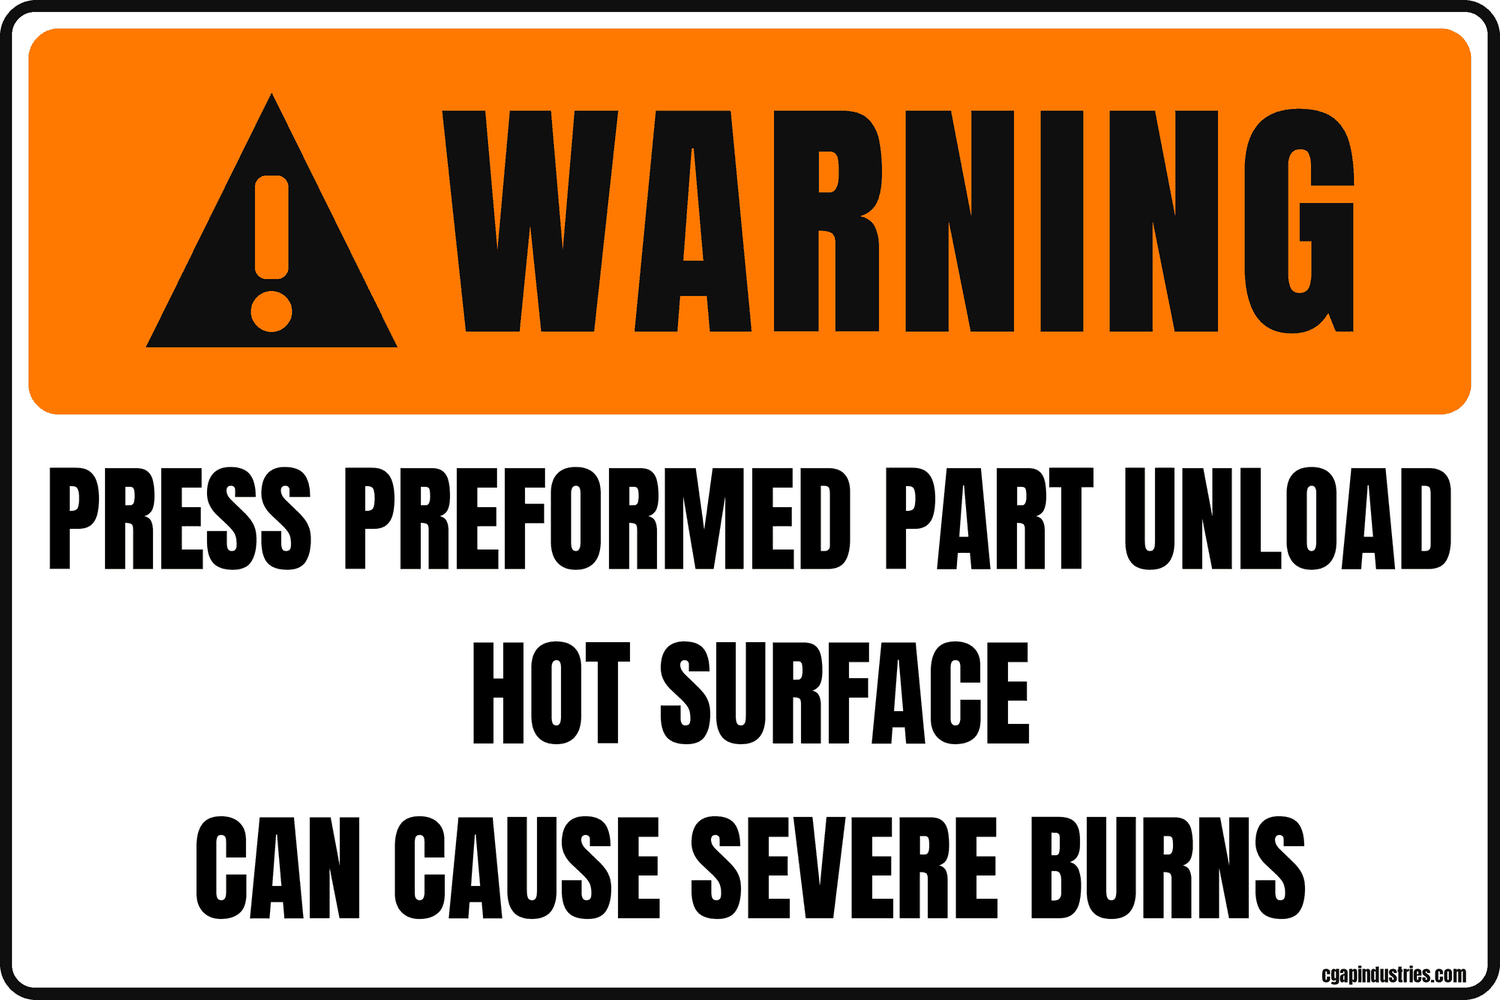 WARNING
PRESS PREFORMED PART UNLOAD
HOT SURFACE
CAN CAUSE SEVERE BURNS
cgapindustries.com